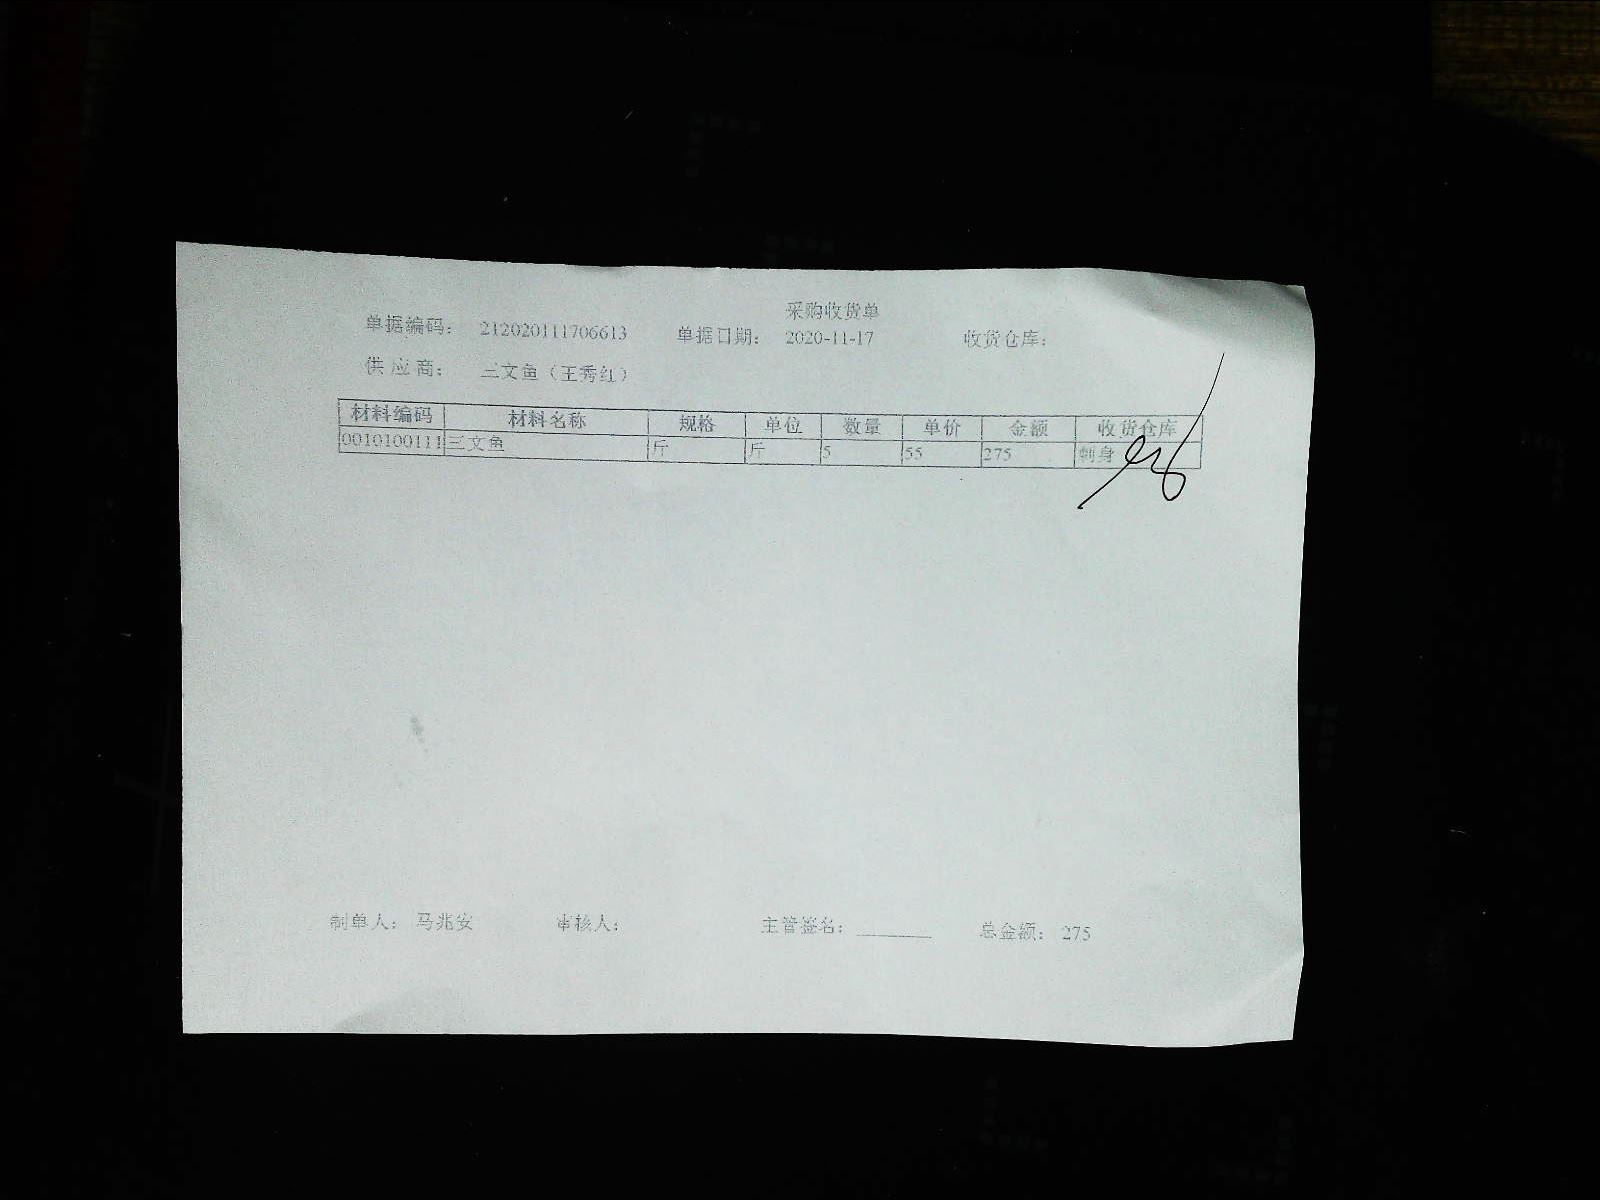 采购收货单
单据编码： 212020111706613 单据日期： 2020-11-17 收货仓库：
供应商： 三文鱼（王秀红）
材料编码 材料名称 规格 单位 数量 单价 金额 收货仓库
0010100111 三文鱼 斤 斤 5 55 275 刺身
制单人： 马兆安 审核人： 主管签名： ________ 总金额： 275